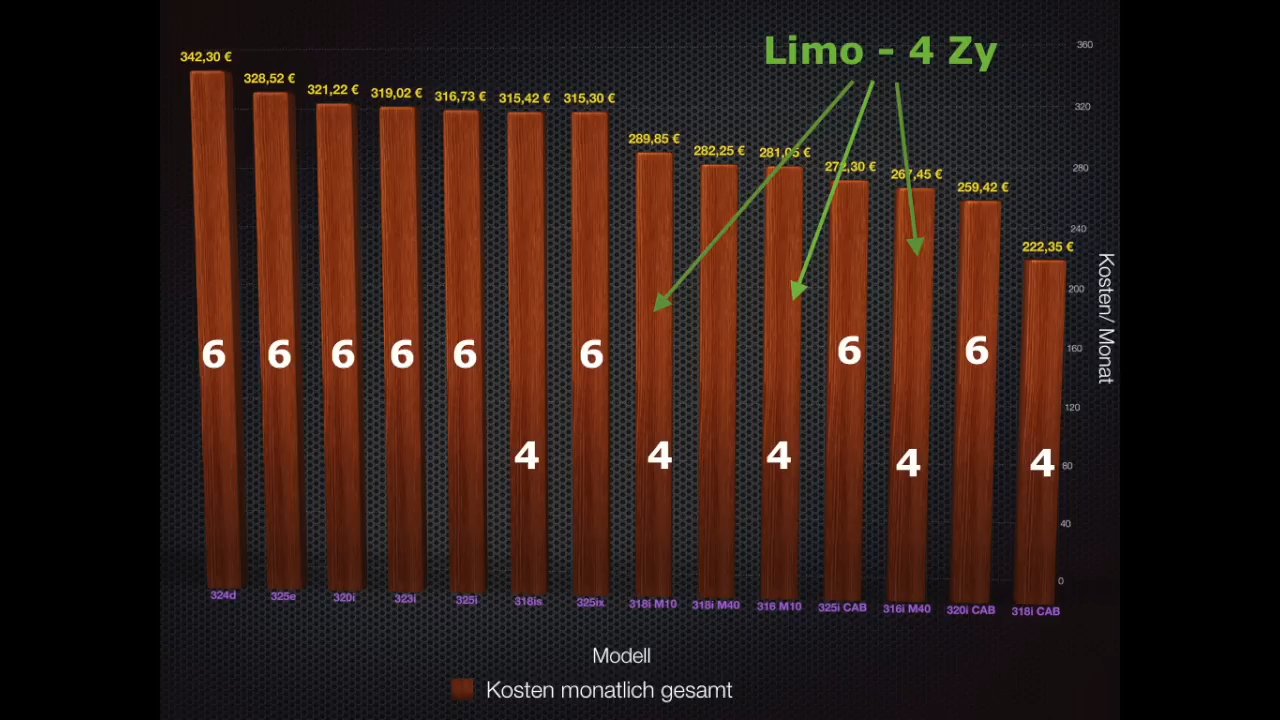 Limo - 4 Zy
342,30 €
328,52 €
321,22 €
319,02 €
316,73 €
315,42 €
315,30 €
289,85 €
282,25 €
281,05 €
272,30 €
267,45 €
259,42 €
222,35 €
360
320
280
240
200
160
120
80
40
0
Kosten/ Monat
6 6 6 6 6 6 6 6
4 4 4 4 4
324d
325e
320i
323i
325i
318is
325ix
318i M10
318i M40
316 M10
325i CAB
316i M40
320i CAB
318i CAB
Modell
Kosten monatlich gesamt